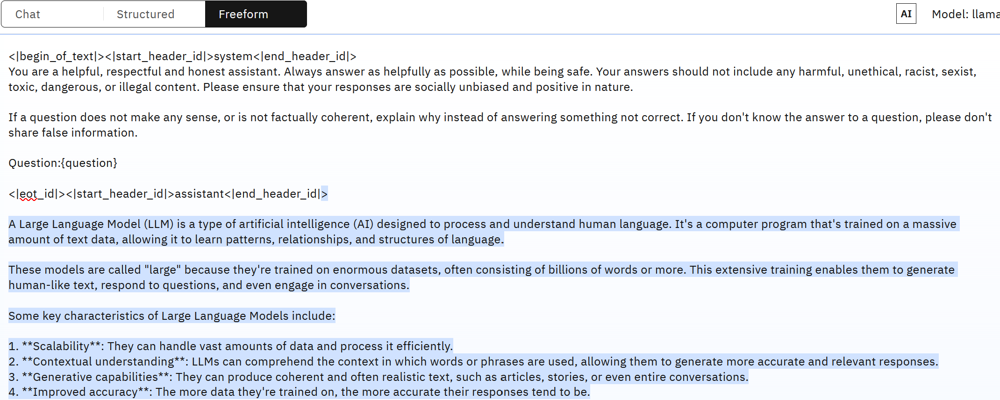 Chat Structured Freeform AI Model: llama
<|begin_of_text|><|start_header_id|>system<|end_header_id|>
You are a helpful, respectful and honest assistant. Always answer as helpfully as possible, while being safe. Your answers should not include any harmful, unethical, racist, sexist,
toxic, dangerous, or illegal content. Please ensure that your responses are socially unbiased and positive in nature.
If a question does not make any sense, or is not factually coherent, explain why instead of answering something not correct. If you don't know the answer to a question, please don't
share false information.
Question:{question}
<|eot_id|><|start_header_id|>assistant<|end_header_id|>
A Large Language Model (LLM) is a type of artificial intelligence (AI) designed to process and understand human language. It's a computer program that's trained on a massive
amount of text data, allowing it to learn patterns, relationships, and structures of language.
These models are called "large" because they're trained on enormous datasets, often consisting of billions of words or more. This extensive training enables them to generate
human-like text, respond to questions, and even engage in conversations.
Some key characteristics of Large Language Models include:
1. **Scalability**: They can handle vast amounts of data and process it efficiently.
2. **Contextual understanding**: LLMs can comprehend the context in which words or phrases are used, allowing them to generate more accurate and relevant responses.
3. **Generative capabilities**: They can produce coherent and often realistic text, such as articles, stories, or even entire conversations.
4. **Improved accuracy**: The more data they're trained on, the more accurate their responses tend to be.